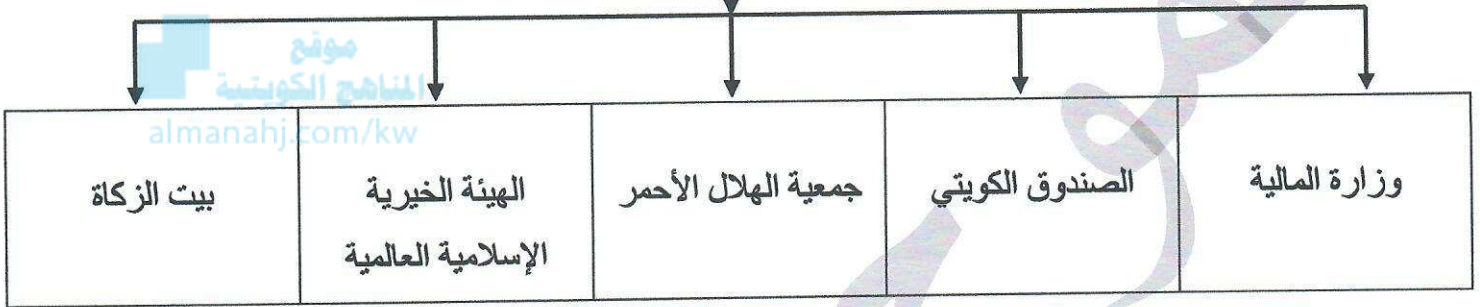 موقع
المناهج الكويتية
almanahj.com/kw
وزارة المالية
الصندوق الكويتي
جمعية الهلال الأحمر
الهيئة الخيرية
الإسلامية العالمية
بيت الزكاة